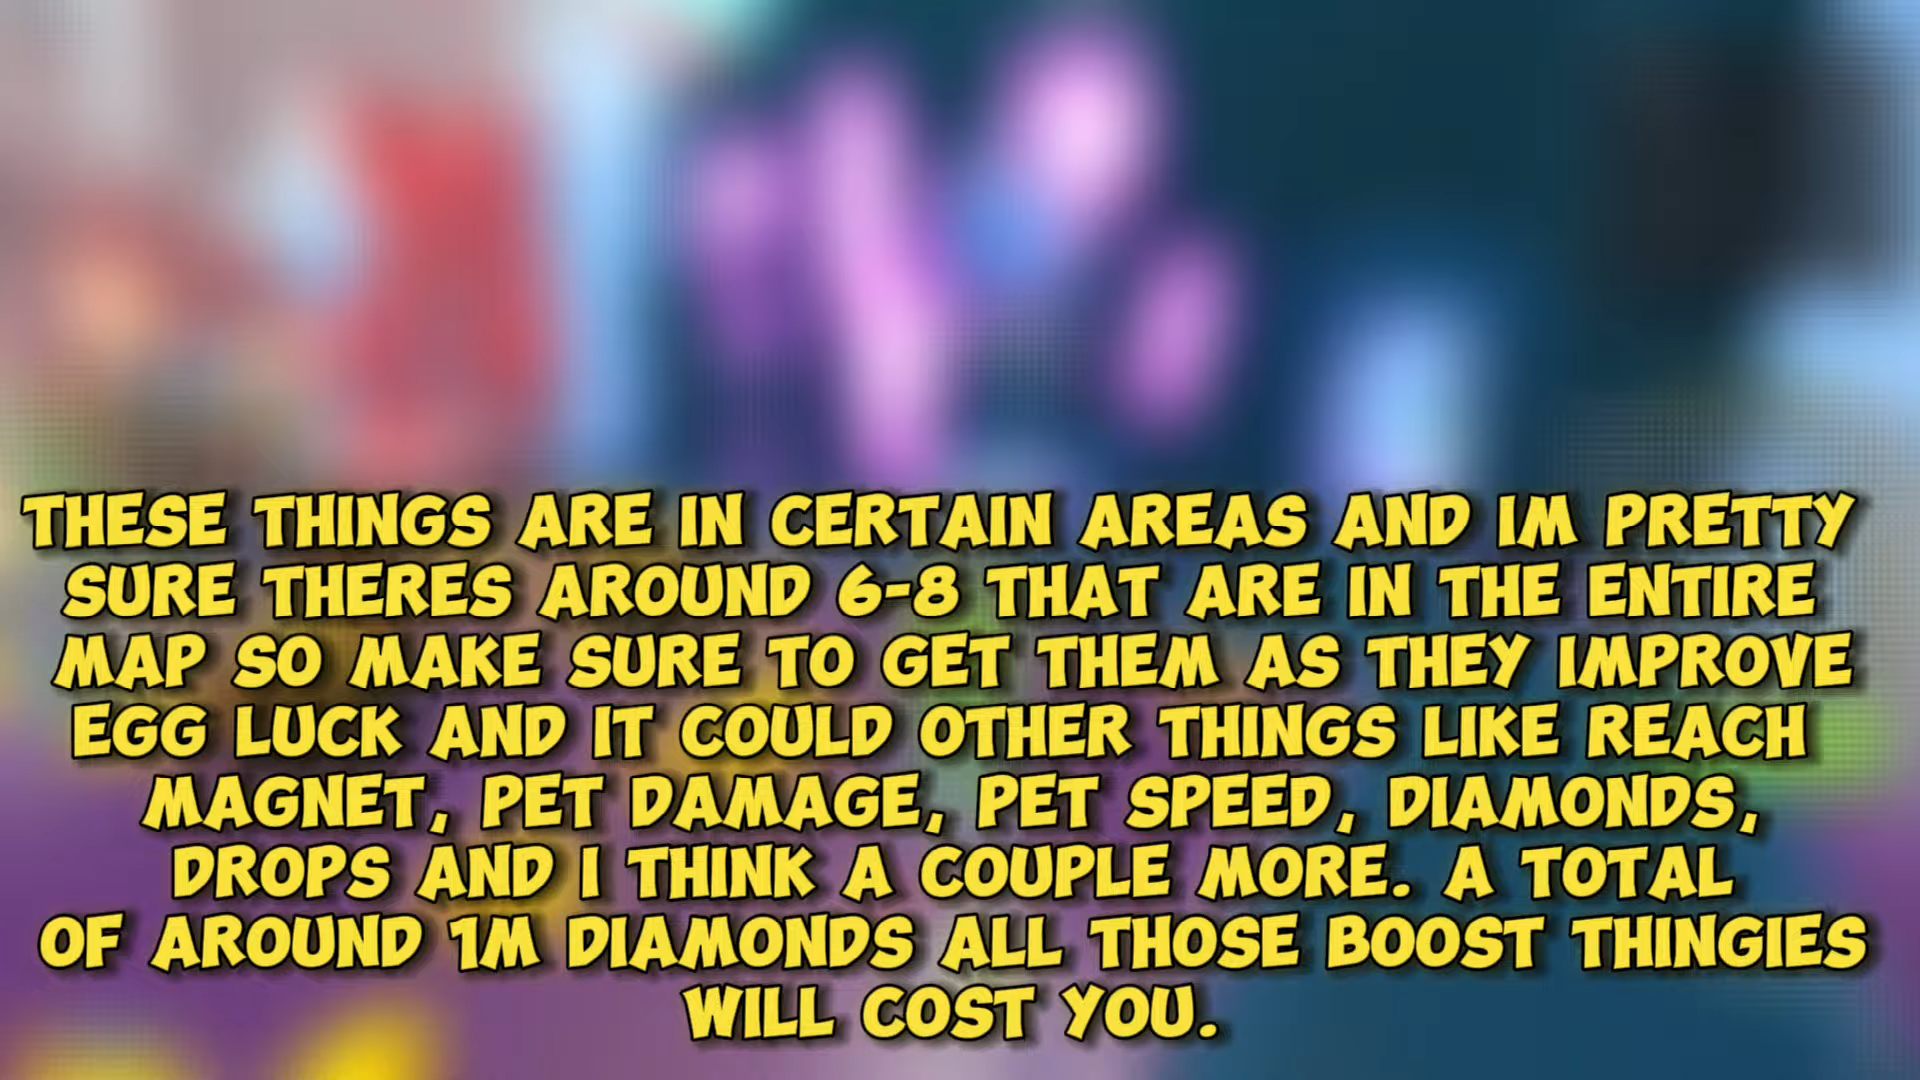 THESE THINGS ARE IN CERTAIN AREAS AND IM PRETTY
SURE THERES AROUND 6-8 THAT ARE IN THE ENTIRE
MAP SO MAKE SURE TO GET THEM AS THEY IMPROVE
EGG LUCK AND IT COULD OTHER THINGS LIKE REACH
MAGNET, PET DAMAGE, PET SPEED, DIAMONDS,
DROPS AND I THINK A COUPLE MORE. A TOTAL
OF AROUND 1M DIAMONDS ALL THOSE BOOST THINGIES
WILL COST YOU.